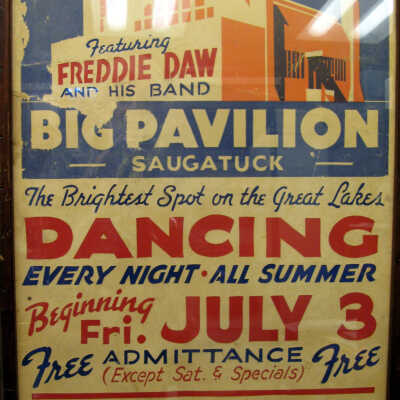 Featuring
FREDDIE DAW
AND HIS BAND
BIG PAVILION
— SAUGATUCK —
The Brightest Spot on the Great Lakes
DANCING
EVERY NIGHT · ALL SUMMER
Beginning
Fri. JULY 3
Free ADMITTANCE Free
(Except Sat. & Specials)